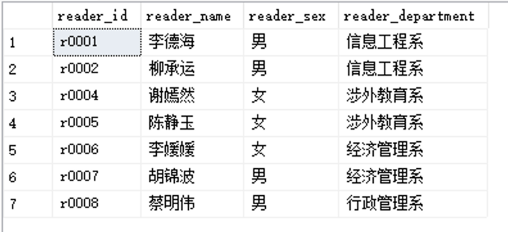 reader_id reader_name reader_sex reader_department
1 r0001 李德海 男 信息工程系
2 r0002 柳承运 男 信息工程系
3 r0004 谢嫣然 女 涉外教育系
4 r0005 陈静玉 女 涉外教育系
5 r0006 李媛媛 女 经济管理系
6 r0007 胡锦波 男 经济管理系
7 r0008 蔡明伟 男 行政管理系